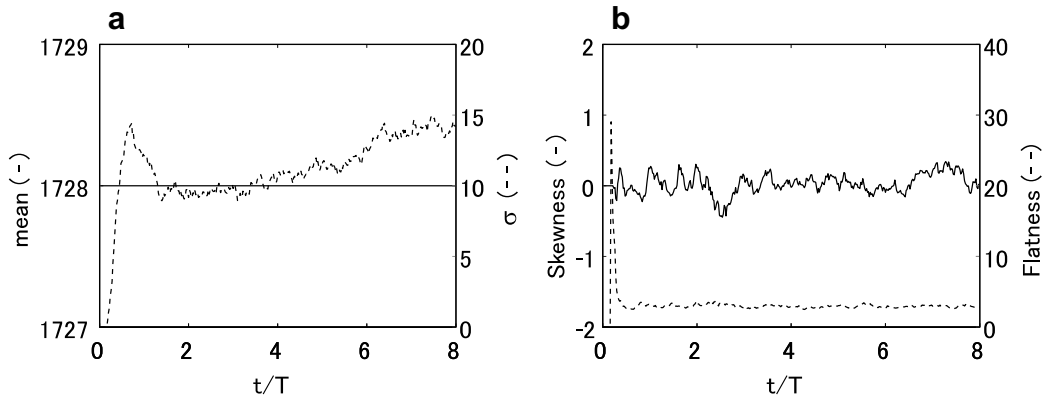 a
1729
1728
1727
mean (-)
20
15
10
5
0
σ (--)
0 2 4 6 8
t/T
b
2
1
0
-1
-2
Skewness (-)
40
30
20
10
0
Flatness (--)
0 2 4 6 8
t/T